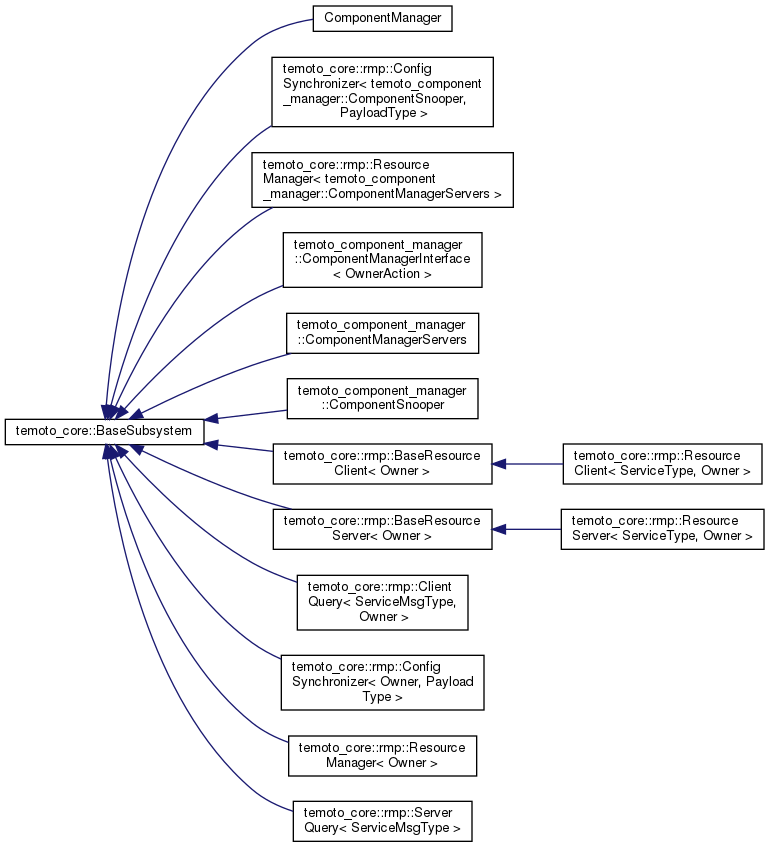 ComponentManager
temoto_core::rmp::Config
Synchronizer< temoto_component
_manager::ComponentSnooper,
PayloadType >
temoto_core::rmp::Resource
Manager< temoto_component
_manager::ComponentManagerServers >
temoto_component_manager
::ComponentManagerInterface
< OwnerAction >
temoto_component_manager
::ComponentManagerServers
temoto_component_manager
::ComponentSnooper
temoto_core::BaseSubsystem
temoto_core::rmp::BaseResource
Client< Owner >
temoto_core::rmp::Resource
Client< ServiceType, Owner >
temoto_core::rmp::BaseResource
Server< Owner >
temoto_core::rmp::Resource
Server< ServiceType, Owner >
temoto_core::rmp::Client
Query< ServiceMsgType,
Owner >
temoto_core::rmp::Config
Synchronizer< Owner, Payload
Type >
temoto_core::rmp::Resource
Manager< Owner >
temoto_core::rmp::Server
Query< ServiceMsgType >